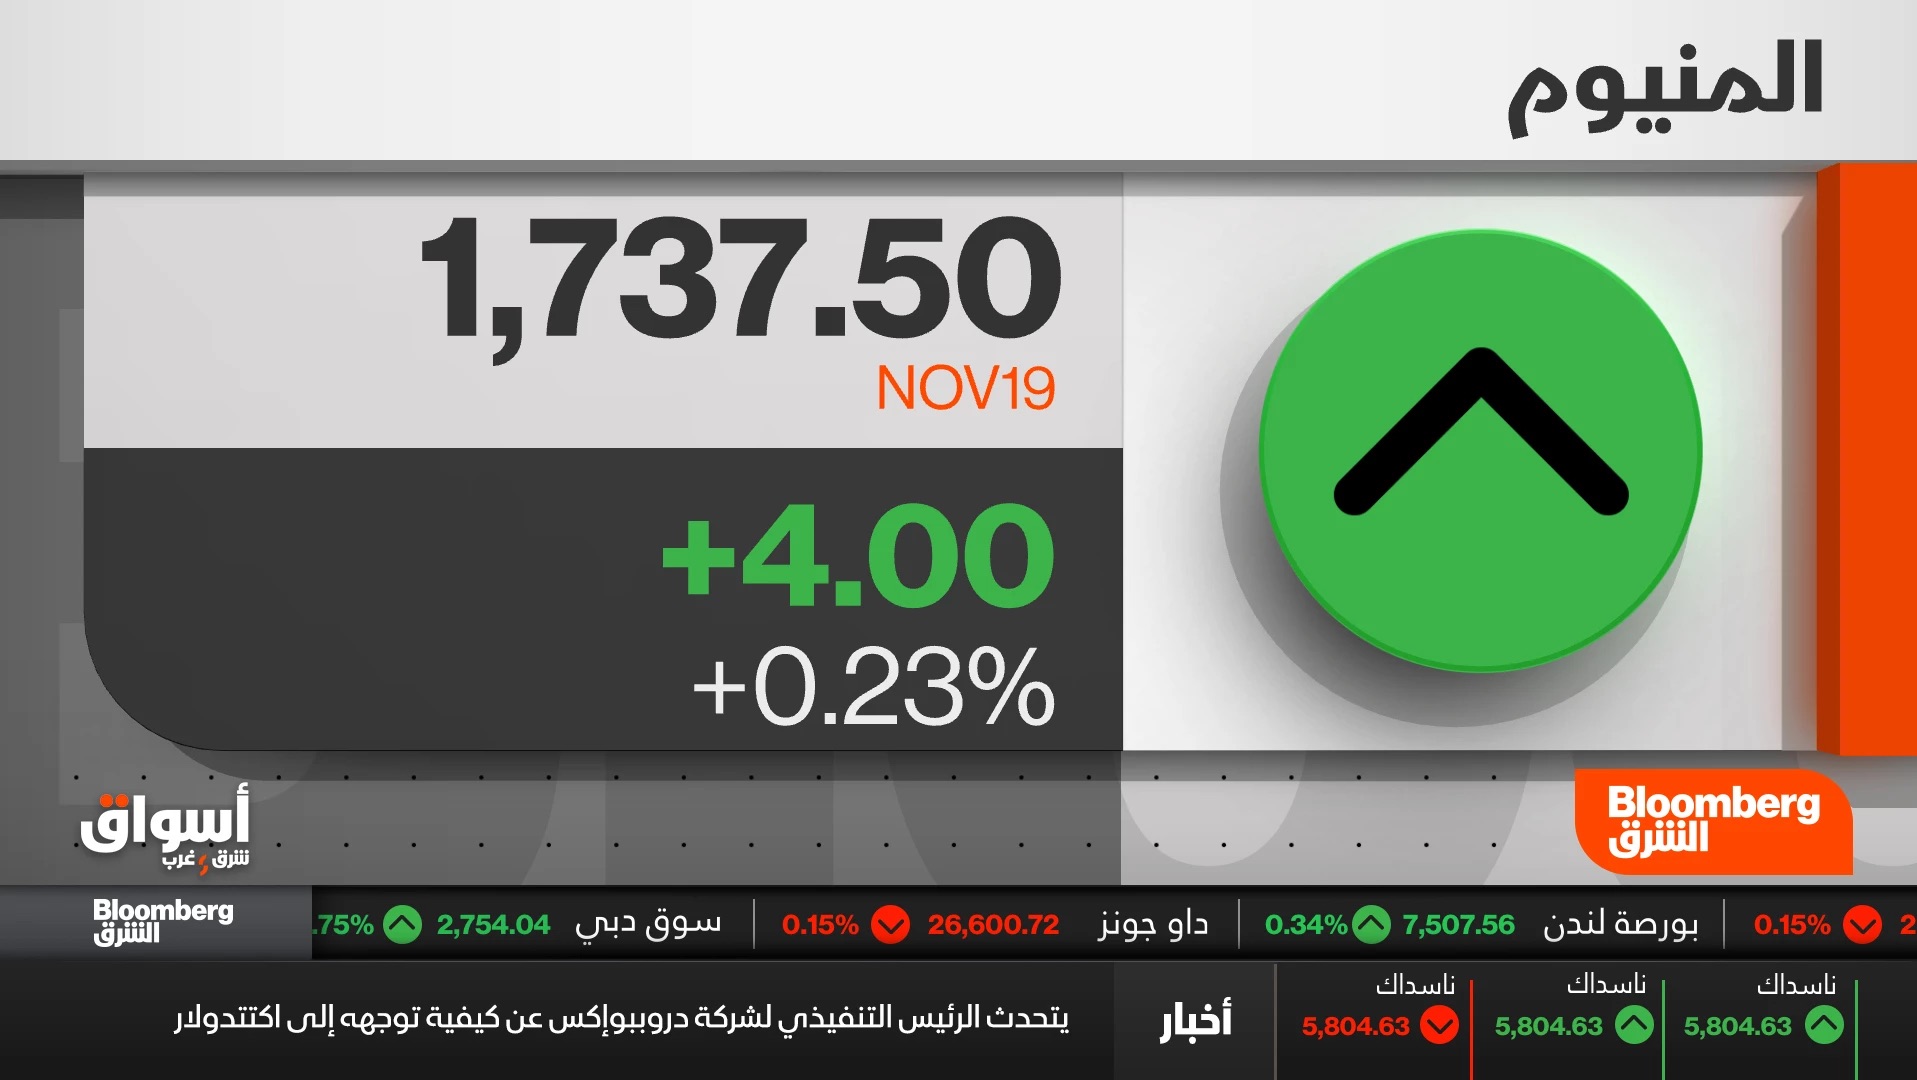 المنيوم
1,737.50
NOV19
+4.00
+0.23%
أسواق
شرق وغرب
Bloomberg
الشرق
0.15%
بورصة لندن 7,507.56 0.34%
داو جونز 26,600.72 0.15%
سوق دبي 2,754.04 .75%
Bloomberg
الشرق
ناسداك 5,804.63
ناسداك 5,804.63
ناسداك 5,804.63
أخبار
يتحدث الرئيس التنفيذي لشركة دروببوإكس عن كيفية توجهه إلى اكتتدولار